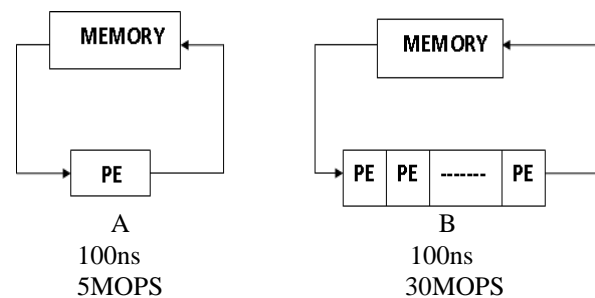 MEMORY
PE
A
100ns
5MOPS
MEMORY
PE PE ------- PE
B
100ns
30MOPS